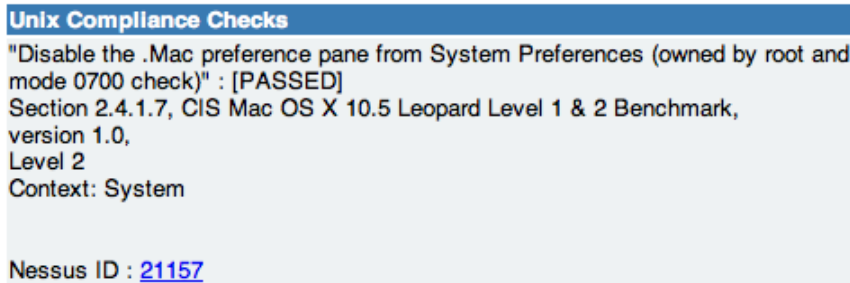 Unix Compliance Checks
"Disable the .Mac preference pane from System Preferences (owned by root and
mode 0700 check)" : [PASSED]
Section 2.4.1.7, CIS Mac OS X 10.5 Leopard Level 1 & 2 Benchmark,
version 1.0,
Level 2
Context: System
Nessus ID : 21157